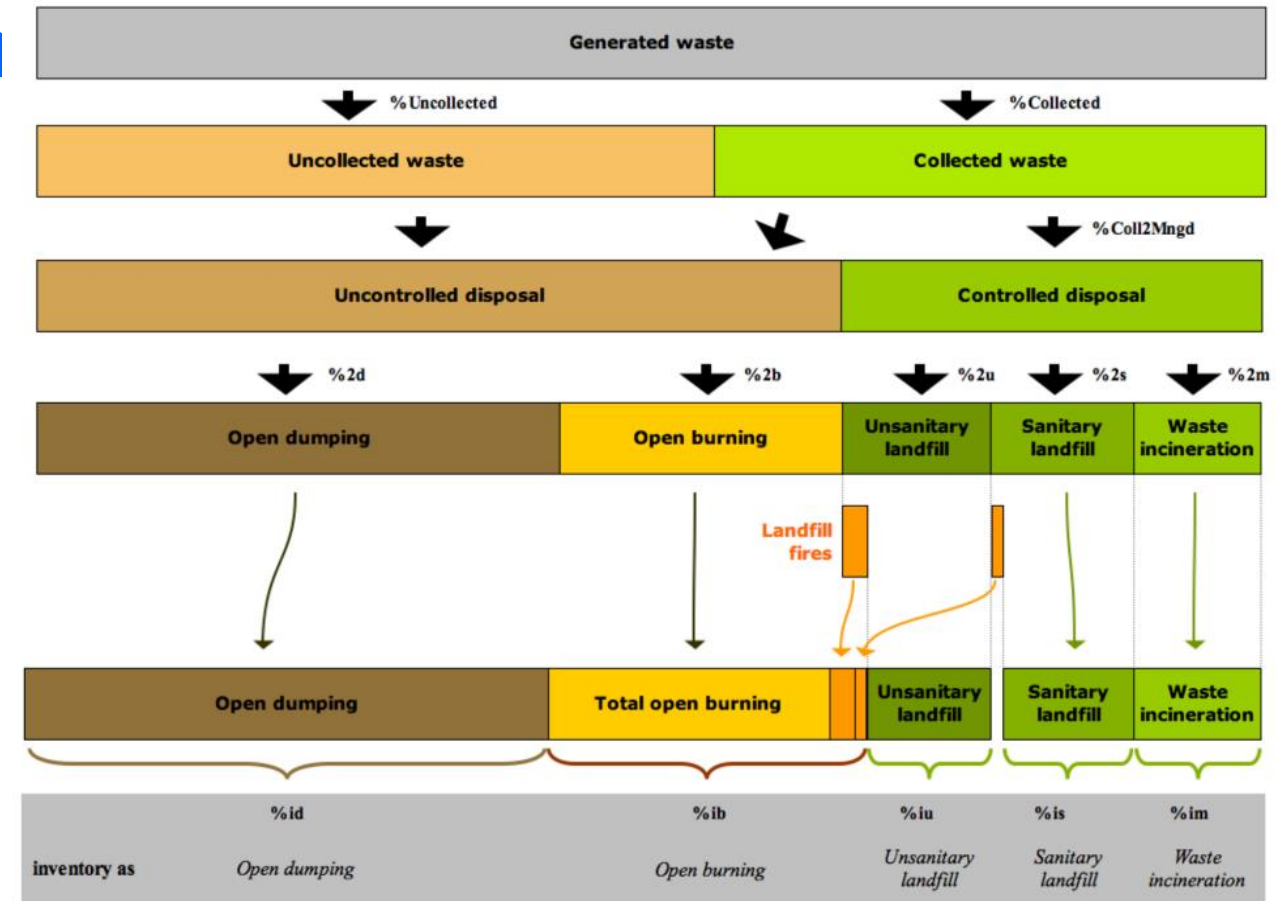 Generated waste
%Uncollected
%Collected
Uncollected waste
Collected waste
%Coll2Mngd
Uncontrolled disposal
Controlled disposal
%2d
%2b
%2u
%2s
%2m
Open dumping
Open burning
Unsanitary
landfill
Sanitary
landfill
Waste
incineration
Landfill
fires
Open dumping
Total open burning
Unsanitary
landfill
Sanitary
landfill
Waste
incineration
%id
%ib
%iu
%is
%im
inventory as
Open dumping
Open burning
Unsanitary
landfill
Sanitary
landfill
Waste
incineration